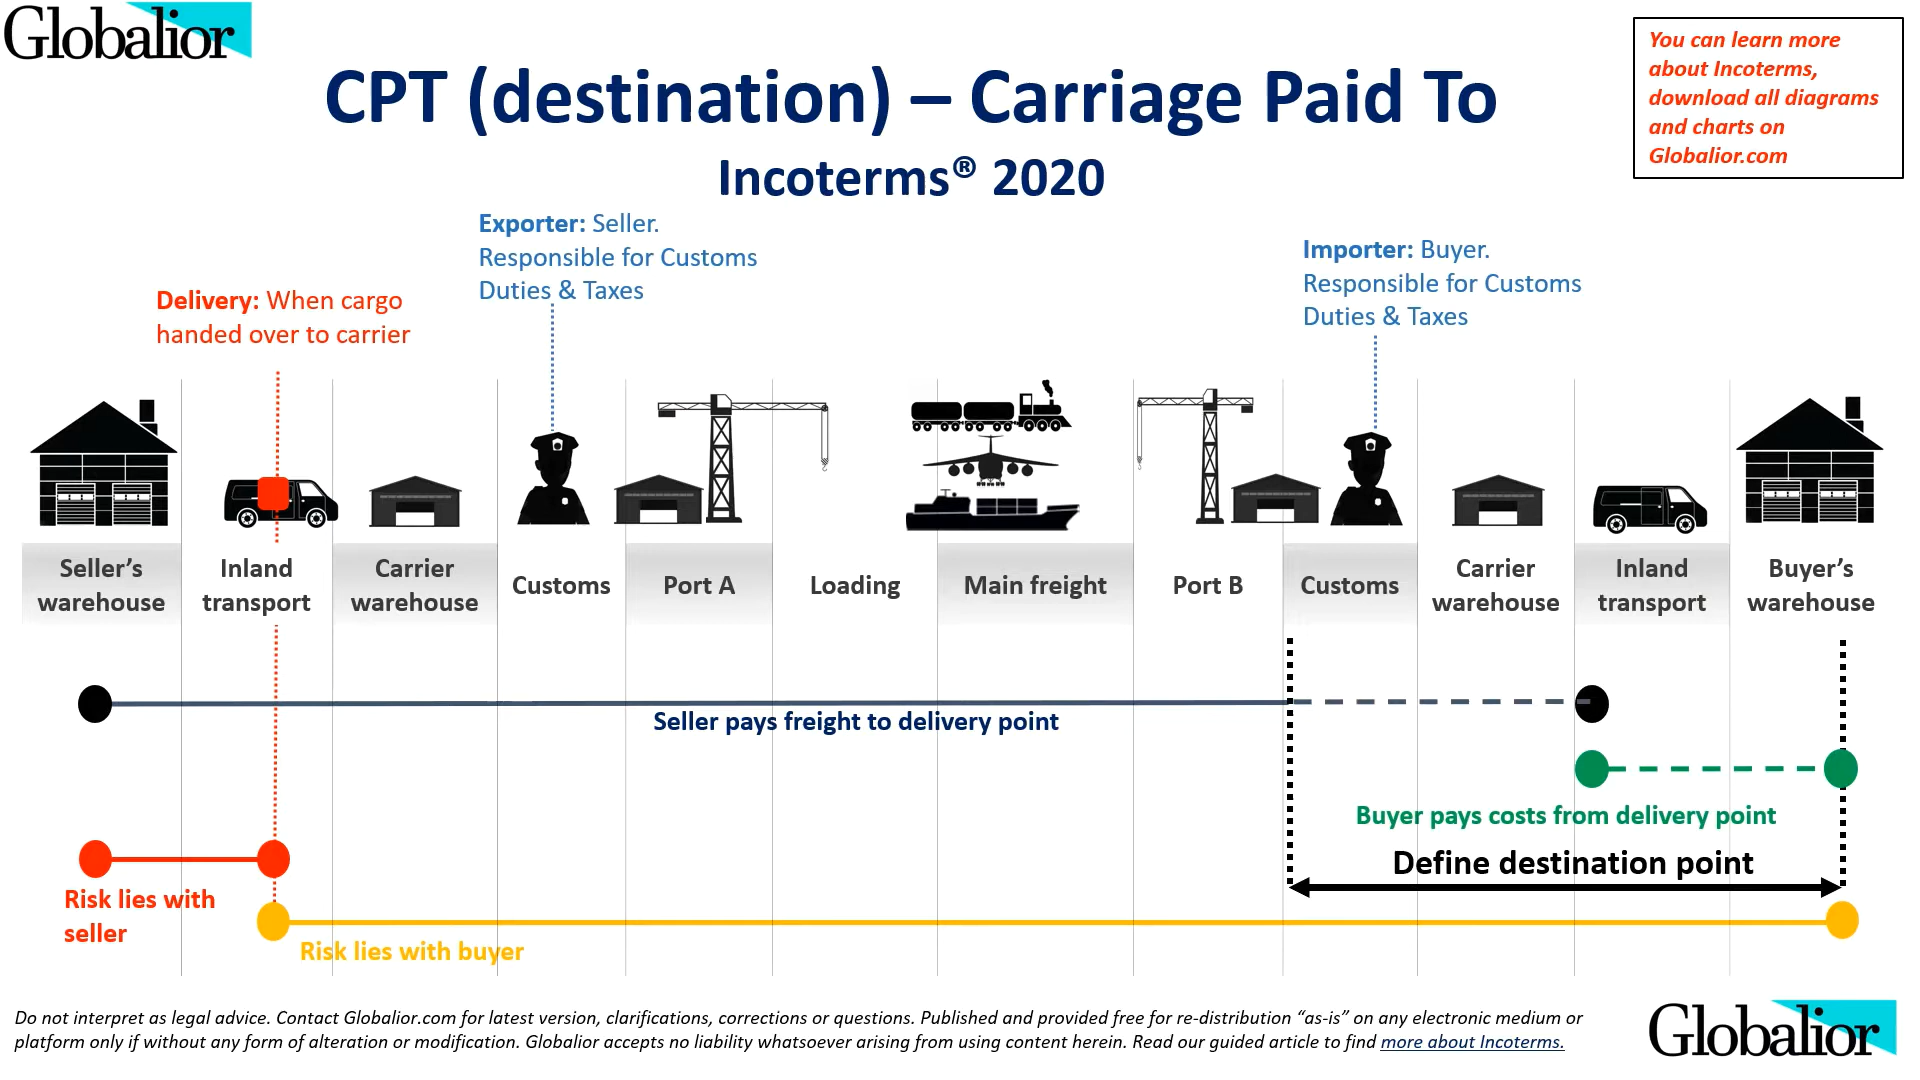 Globalior
You can learn more
about Incoterms,
download all diagrams
and charts on
Globalior.com
CPT (destination) – Carriage Paid To
Incoterms® 2020
Exporter: Seller.
Responsible for Customs
Duties & Taxes
Importer: Buyer.
Responsible for Customs
Duties & Taxes
Delivery: When cargo
handed over to carrier
Seller’s
warehouse
Inland
transport
Carrier
warehouse
Customs
Port A
Loading
Main freight
Port B
Customs
Carrier
warehouse
Inland
transport
Buyer’s
warehouse
Seller pays freight to delivery point
Buyer pays costs from delivery point
Define destination point
Risk lies with
seller
Risk lies with buyer
Do not interpret as legal advice. Contact Globalior.com for latest version, clarifications, corrections or questions. Published and provided free for re-distribution “as-is” on any electronic medium or
platform only if without any form of alteration or modification. Globalior accepts no liability whatsoever arising from using content herein. Read our guided article to find more about Incoterms.
Globalior